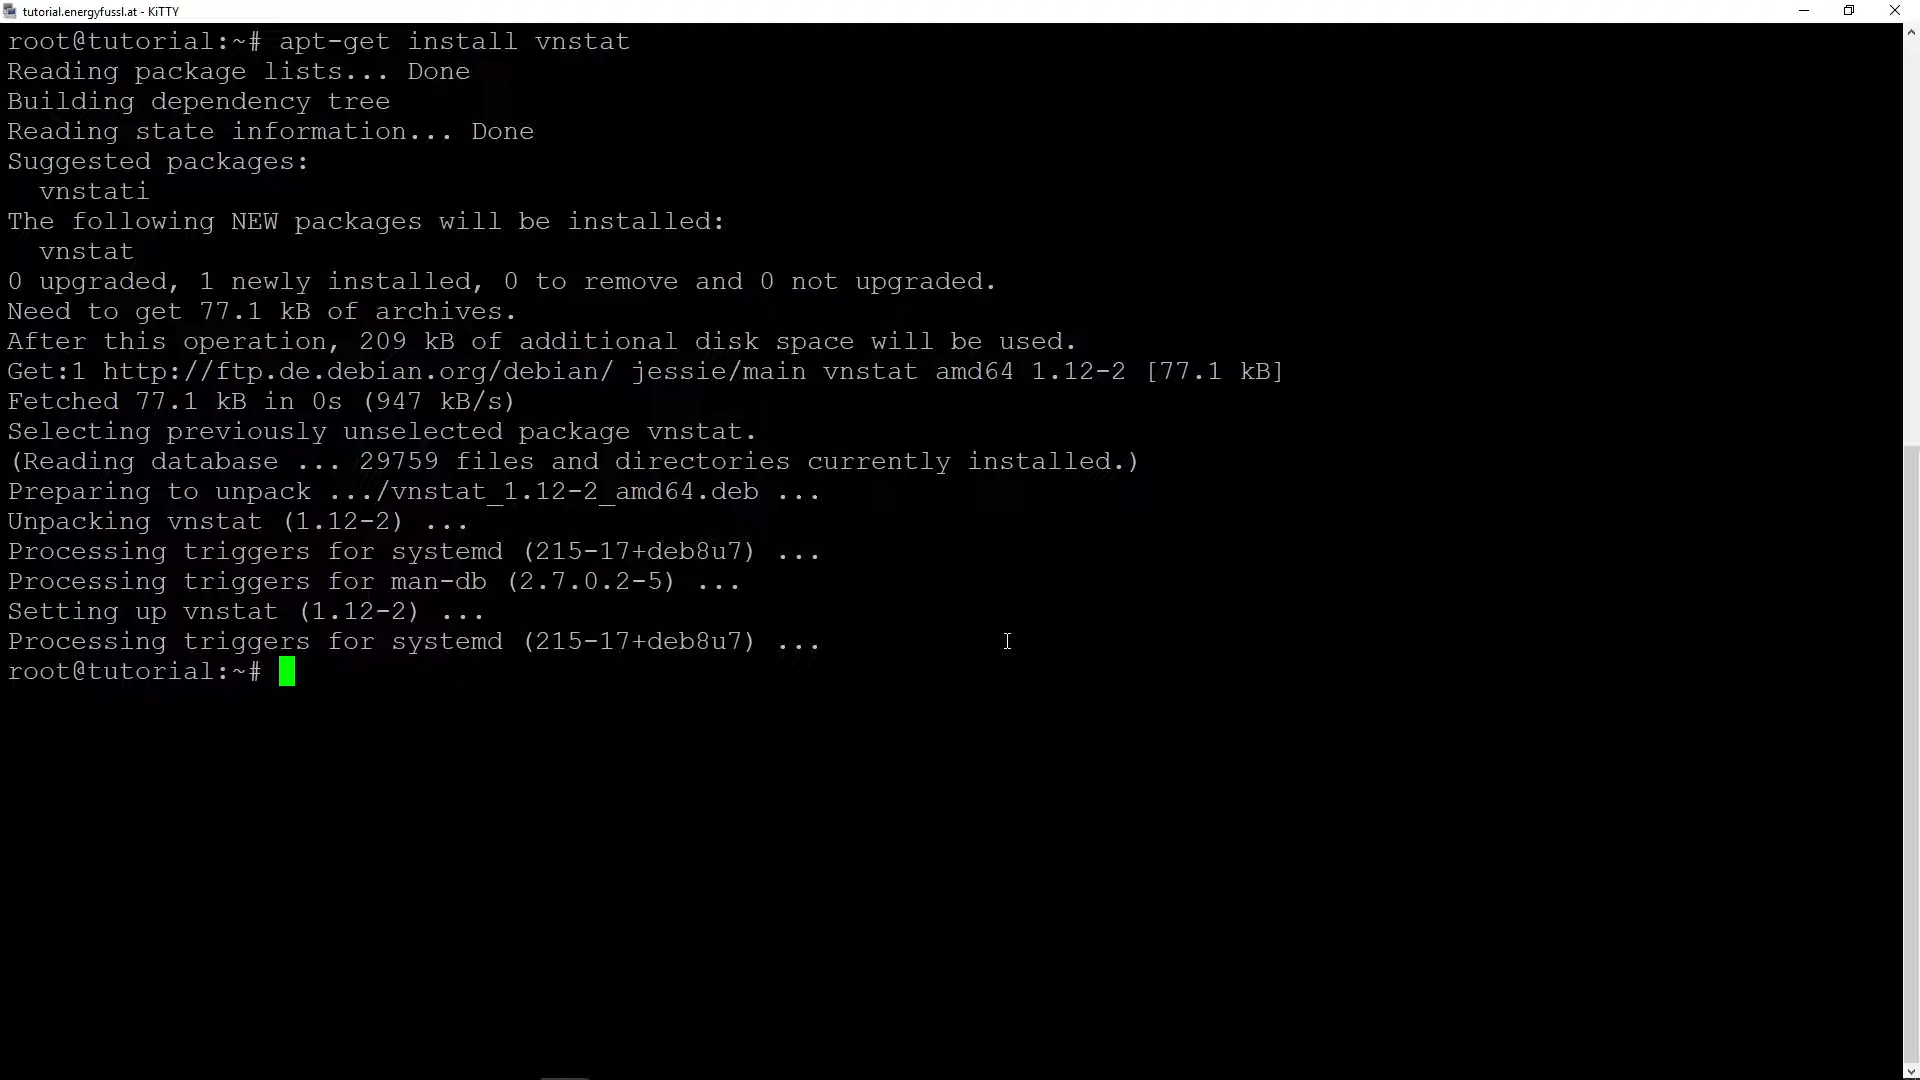 tutorial.energyfussl.at - KiTTY
root@tutorial:~# apt-get install vnstat
Reading package lists... Done
Building dependency tree
Reading state information... Done
Suggested packages:
  vnstati
The following NEW packages will be installed:
  vnstat
0 upgraded, 1 newly installed, 0 to remove and 0 not upgraded.
Need to get 77.1 kB of archives.
After this operation, 209 kB of additional disk space will be used.
Get:1 http://ftp.de.debian.org/debian/ jessie/main vnstat amd64 1.12-2 [77.1 kB]
Fetched 77.1 kB in 0s (947 kB/s)
Selecting previously unselected package vnstat.
(Reading database ... 29759 files and directories currently installed.)
Preparing to unpack .../vnstat_1.12-2_amd64.deb ...
Unpacking vnstat (1.12-2) ...
Processing triggers for systemd (215-17+deb8u7) ...
Processing triggers for man-db (2.7.0.2-5) ...
Setting up vnstat (1.12-2) ...
Processing triggers for systemd (215-17+deb8u7) ...
root@tutorial:~#